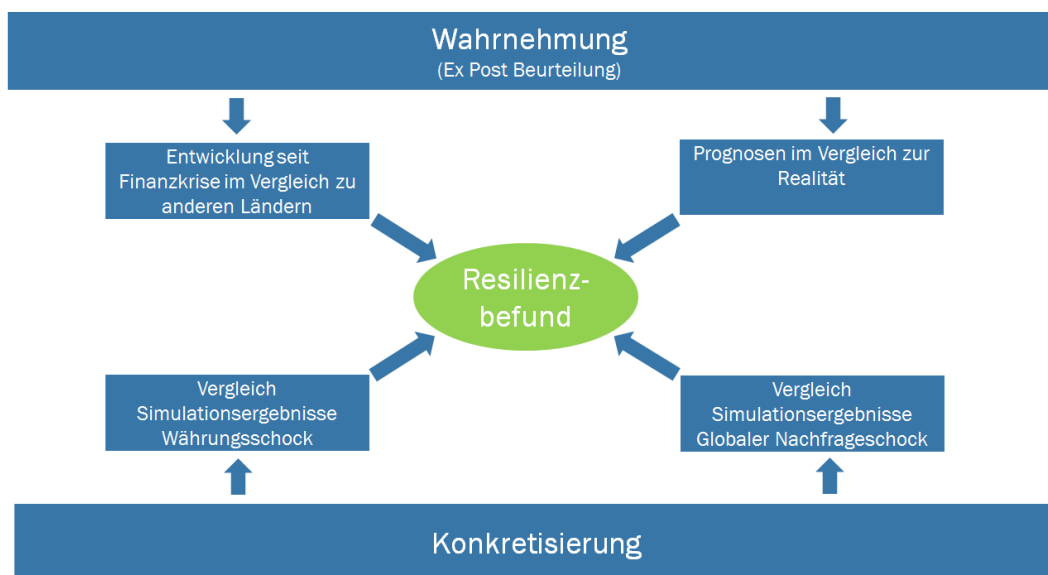 Wahrnehmung
(Ex Post Beurteilung)
Entwicklung seit
Finanzkrise im Vergleich zu
anderen Ländern
Prognosen im Vergleich zur
Realität
Resilienz-
befund
Vergleich
Simulationsergebnisse
Währungsschock
Vergleich
Simulationsergebnisse
Globaler Nachfrageschock
Konkretisierung